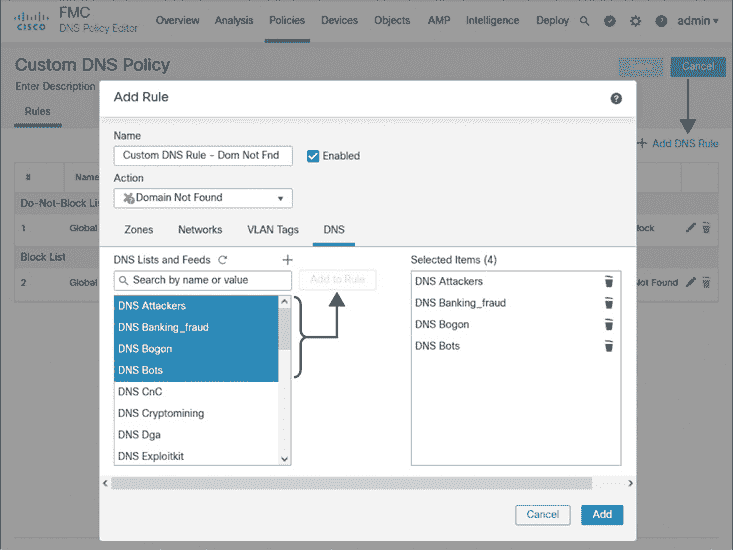 CISCO
FMC
DNS Policy Editor
Overview Analysis Policies Devices Objects AMP Intelligence Deploy admin
Custom DNS Policy
Cancel
Enter Description
Rules
Add DNS Rule
# Name
Do-Not-Block Lis
1 Global ock
Block List
2 Global Not Found
Add Rule
Name
Custom DNS Rule - Dom Not Fnd Enabled
Action
Domain Not Found
Zones Networks VLAN Tags DNS
DNS Lists and Feeds
Selected Items (4)
Search by name or value
Add to Rule
DNS Attackers
DNS Banking_fraud
DNS Bogon
DNS Bots
DNS CnC
DNS Cryptomining
DNS Dga
DNS Exploitkit
DNS Attackers
DNS Banking_fraud
DNS Bogon
DNS Bots
Cancel Add